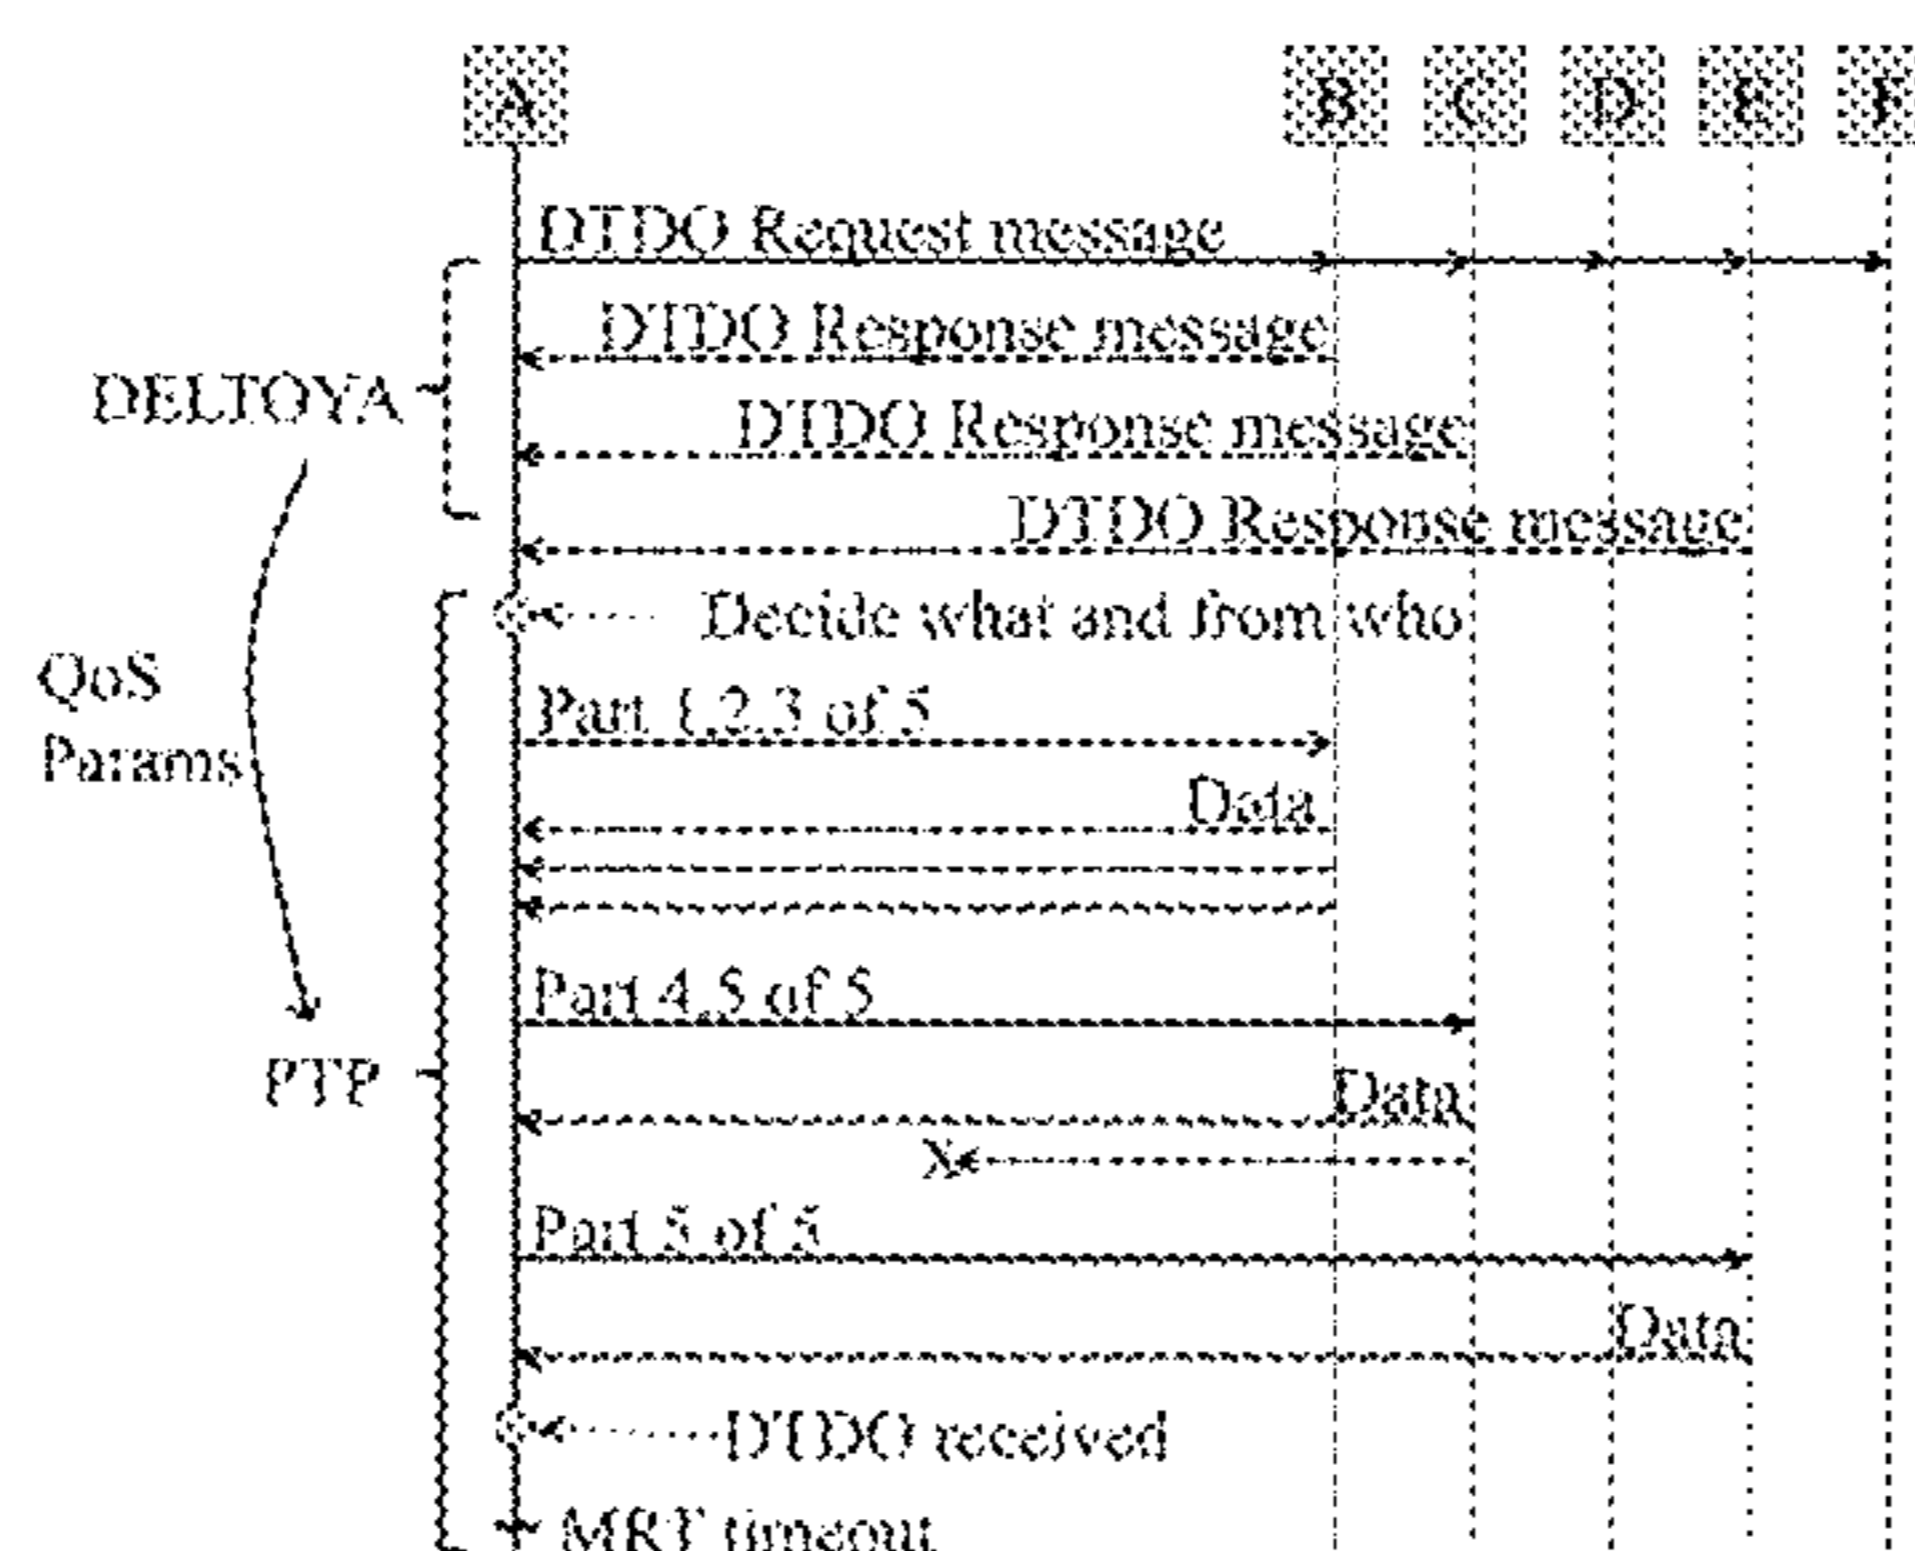 A B C D E F
DTDO Request message
DTDO Response message
DELTOYA
DTDO Response message
DTDO Response message
Decide what and from who
QoS
Params
Part 1,2,3 of 5
Data
Part 4,5 of 5
PTP
Data
X
Part 5 of 5
Data
DTDO received
MRT timeout